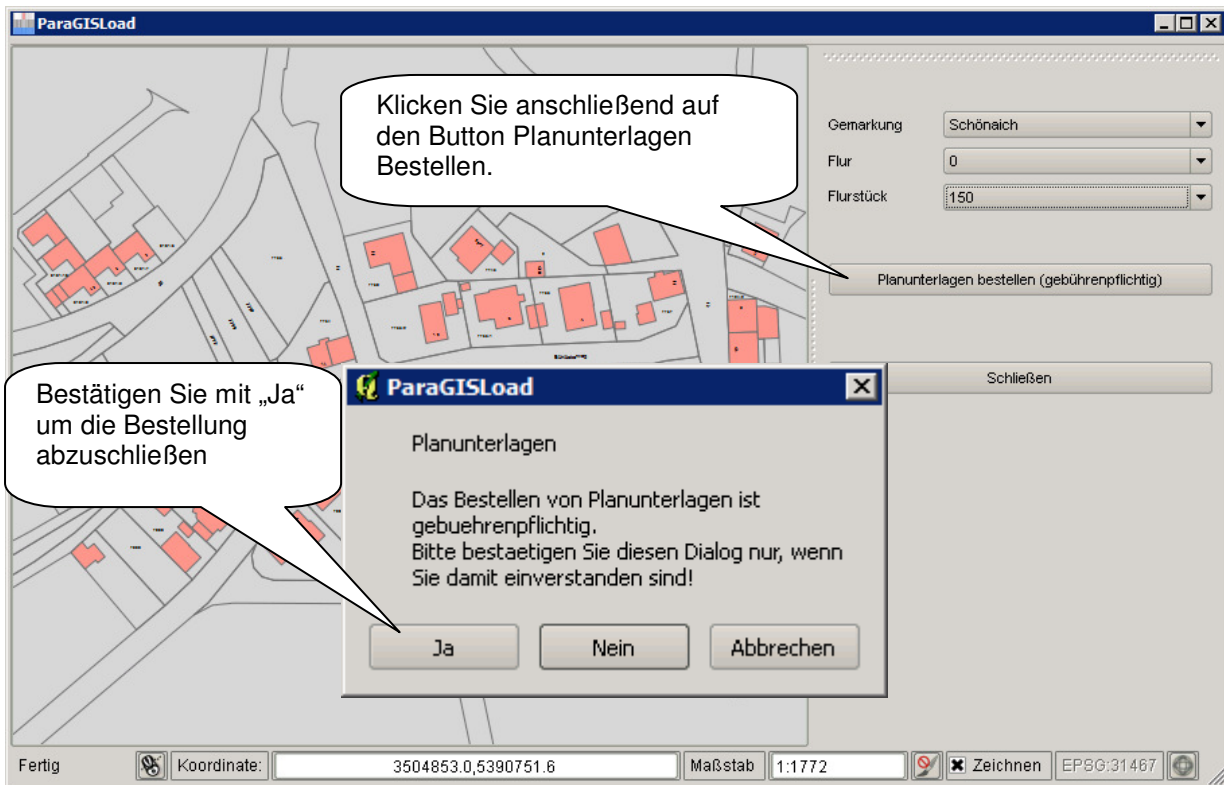 ParaGISLoad
Klicken Sie anschließend auf
den Button Planunterlagen
Bestellen.
Gemarkung
Schönaich
Flur
0
Flurstück
150
Planunterlagen bestellen (gebührenpflichtig)
Schließen
Bestätigen Sie mit „Ja“
um die Bestellung
abzuschließen
ParaGISLoad
Planunterlagen
Das Bestellen von Planunterlagen ist
gebuehrenpflichtig.
Bitte bestaetigen Sie diesen Dialog nur, wenn
Sie damit einverstanden sind!
Ja
Nein
Abbrechen
Fertig
Koordinate:
3504853.0,5390751.6
Maßstab
1:1772
Zeichnen
EPSG:31467